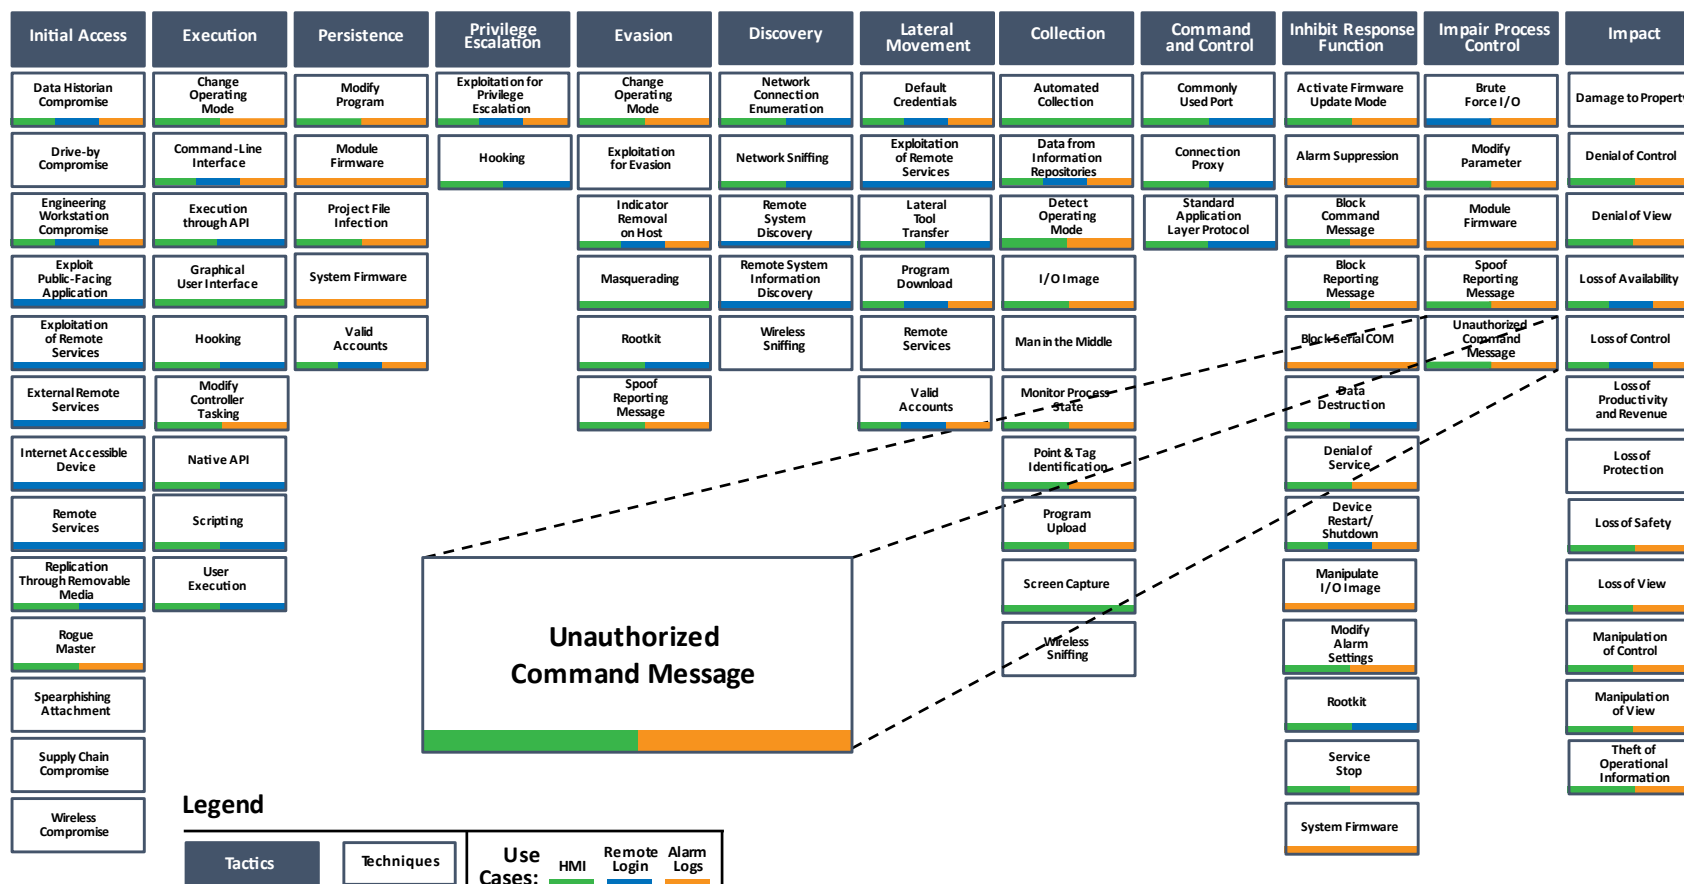 Initial Access
Data Historian
Compromise
Drive-by
Compromise
Engineering
Workstation
Compromise
Exploit
Public-Facing
Application
Exploitation
of Remote
Services
External Remote
Services
Internet Accessible
Device
Remote
Services
Replication
Through Removable
Media
Rogue
Master
Spearphishing
Attachment
Supply Chain
Compromise
Wireless
Compromise
Execution
Change
Operating
Mode
Command-Line
Interface
Execution
through API
Graphical
User Interface
Hooking
Modify
Controller
Tasking
Native API
Scripting
User
Execution
Persistence
Modify
Program
Module
Firmware
Project File
Infection
System Firmware
Valid
Accounts
Privilege
Escalation
Exploitation for
Privilege
Escalation
Hooking
Evasion
Change
Operating
Mode
Exploitation
for Evasion
Indicator
Removal
on Host
Masquerading
Rootkit
Spoof
Reporting
Message
Discovery
Network
Connection
Enumeration
Network Sniffing
Remote
System
Discovery
Remote System
Information
Discovery
Wireless
Sniffing
Lateral
Movement
Default
Credentials
Exploitation
of Remote
Services
Lateral
Tool
Transfer
Program
Download
Remote
Services
Valid
Accounts
Collection
Automated
Collection
Data from
Information
Repositories
Detect
Operating
Mode
I/O Image
Man in the Middle
Monitor Process
State
Point & Tag
Identification
Program
Upload
Screen Capture
Wireless
Sniffing
Command
and Control
Commonly
Used Port
Connection
Proxy
Standard
Application
Layer Protocol
Inhibit Response
Function
Activate Firmware
Update Mode
Alarm Suppression
Block
Command
Message
Block
Reporting
Message
Block Serial COM
Data
Destruction
Denial of
Service
Device
Restart/
Shutdown
Manipulate
I/O Image
Modify
Alarm
Settings
Rootkit
Service
Stop
System Firmware
Impair Process
Control
Brute
Force I/O
Modify
Parameter
Module
Firmware
Spoof
Reporting
Message
Unauthorized
Command
Message
Impact
Damage to Property
Denial of Control
Denial of View
Loss of Availability
Loss of Control
Loss of
Productivity
and Revenue
Loss of
Protection
Loss of Safety
Loss of View
Manipulation
of Control
Manipulation
of View
Theft of
Operational
Information
Unauthorized
Command Message
Legend
Tactics
Techniques
Use
Cases:
HMI
Remote
Login
Alarm
Logs